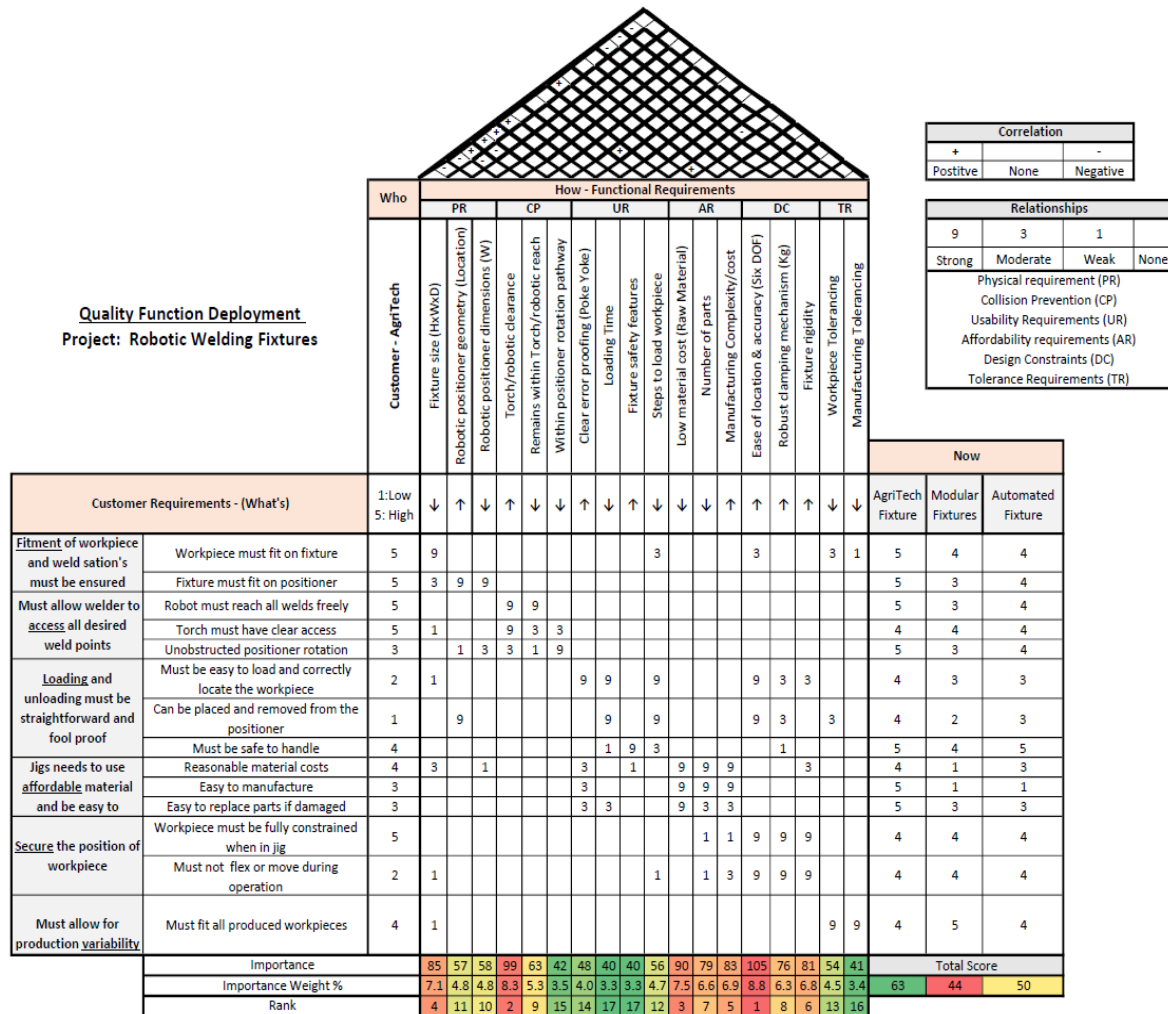 Correlation
+ -
Postitve None Negative
Who
How - Functional Requirements
PR CP UR AR DC TR
Relationships
9 3 1
Strong Moderate Weak None
Physical requirement (PR)
Collision Prevention (CP)
Usability Requirements (UR)
Affordability requirements (AR)
Design Constraints (DC)
Tolerance Requirements (TR)
Quality Function Deployment
Project: Robotic Welding Fixtures
Customer - AgriTech
Fixture size (HxWxD)
Robotic positioner geometry (Location)
Robotic positioner dimensions (W)
Torch/robotic clearance
Remains within Torch/robotic reach
Within positioner rotation pathway
Clear error proofing (Poke Yoke)
Loading Time
Fixture safety features
Steps to load workpiece
Low material cost (Raw Material)
Number of parts
Manufacturing Complexity/cost
Ease of location & accuracy (Six DOF)
Robust clamping mechanism (Kg)
Fixture rigidity
Workpiece Tolerancing
Manufacturing Tolerancing
Now
Customer Requirements - (What's)
1:Low
5: High
↓ ↑ ↓ ↑ ↓ ↓ ↑ ↓ ↑ ↓ ↓ ↓ ↑ ↑ ↑ ↑ ↓ ↓
AgriTech Modular Automated
Fixture Fixtures Fixture
Fitment of workpiece
and weld sation's
must be ensured
Workpiece must fit on fixture 5 9 3 3 3 1 5 4 4
Fixture must fit on positioner 5 3 9 9 5 3 4
Must allow welder to
access all desired
weld points
Robot must reach all welds freely 5 9 9 5 3 4
Torch must have clear access 5 1 9 3 3 4 4 4
Unobstructed positioner rotation 3 1 3 3 1 9 5 3 4
Loading and
unloading must be
straightforward and
fool proof
Must be easy to load and correctly
locate the workpiece
2 1 9 9 9 9 3 3 4 3 3
Can be placed and removed from the
positioner
1 9 9 9 9 3 3 4 2 3
Must be safe to handle 4 1 9 3 1 5 4 5
Jigs needs to use
affordable material
and be easy to
Reasonable material costs 4 3 1 3 1 9 9 9 3 4 1 3
Easy to manufacture 3 3 9 9 9 5 1 1
Easy to replace parts if damaged 3 3 3 9 3 3 5 3 3
Secure the position of
workpiece
Workpiece must be fully constrained
when in jig
5 1 1 9 9 9 4 4 4
Must not flex or move during
operation
2 1 1 1 3 9 9 9 4 4 4
Must allow for
production variability
Must fit all produced workpieces 4 1 9 9 4 5 4
Importance 85 57 58 99 63 42 48 40 40 56 90 79 83 105 76 81 54 41 Total Score
Importance Weight % 7.1 4.8 4.8 8.3 5.3 3.5 4.0 3.3 3.3 4.7 7.5 6.6 6.9 8.8 6.3 6.8 4.5 3.4 63 44 50
Rank 4 11 10 2 9 15 14 17 17 12 3 7 5 1 8 6 13 16